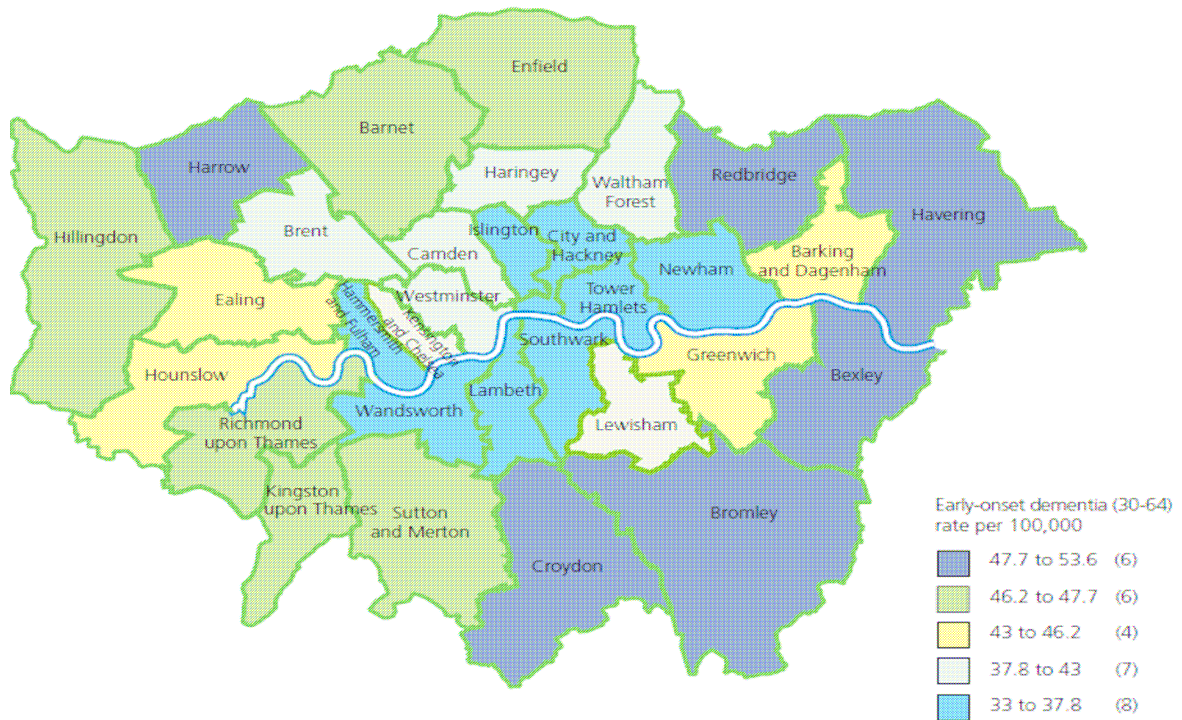 Enfield
Barnet
Harrow
Haringey
Waltham
Forest
Redbridge
Havering
Hillingdon
Brent
Camden
Islington
City and
Hackney
Newham
Barking
and Dagenham
Ealing
Hammersmith
and Fulham
Westminster
Kensington
and Chelsea
Tower
Hamlets
Southwark
Greenwich
Hounslow
Bexley
Richmond
upon Thames
Wandsworth
Lambeth
Lewisham
Kingston
upon Thames
Sutton
and Merton
Bromley
Croydon
Early-onset dementia (30-64)
rate per 100,000
47.7 to 53.6 (6)
46.2 to 47.7 (6)
43 to 46.2 (4)
37.8 to 43 (7)
33 to 37.8 (8)